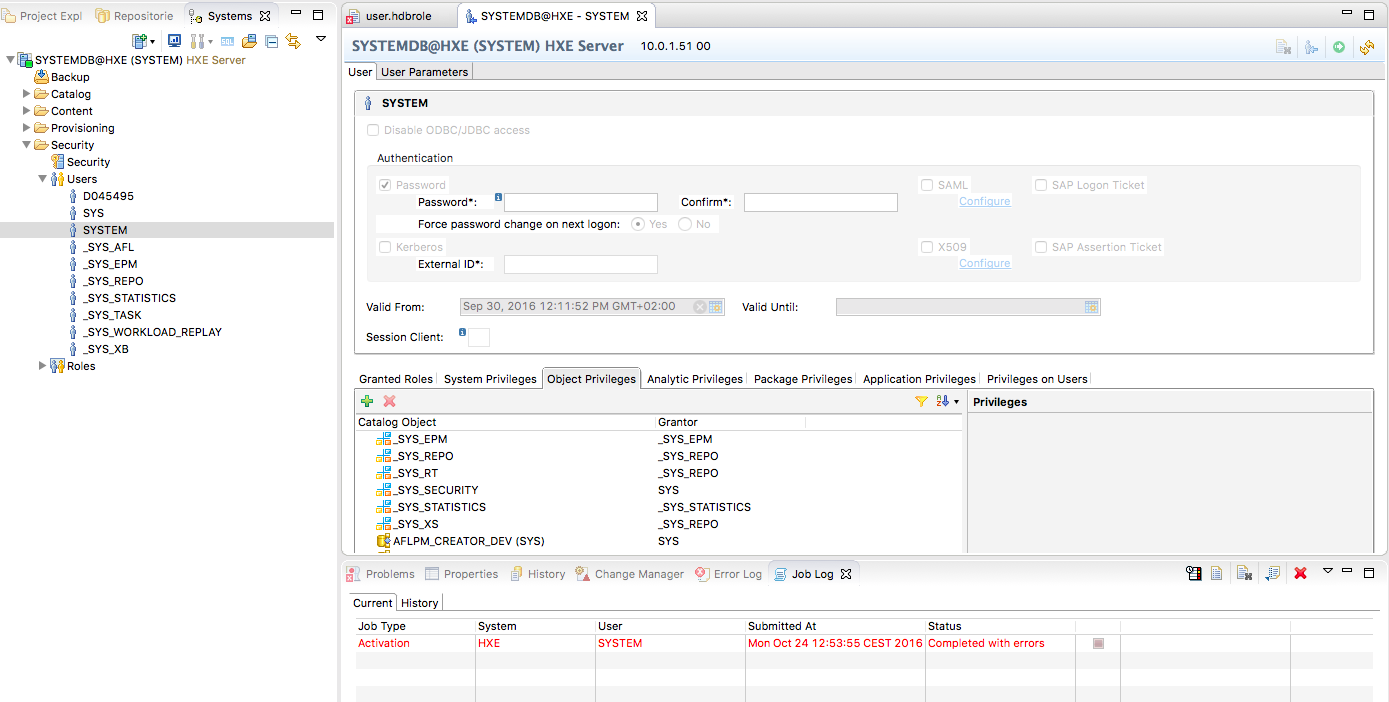 Project Expl
Repositorie
Systems
SYSTEMDB@HXE (SYSTEM) HXE Server
Backup
Catalog
Content
Provisioning
Security
Security
Users
D045495
SYS
SYSTEM
_SYS_AFL
_SYS_EPM
_SYS_REPO
_SYS_STATISTICS
_SYS_TASK
_SYS_WORKLOAD_REPLAY
_SYS_XB
Roles
user.hdbrole
SYSTEMDB@HXE - SYSTEM
SYSTEMDB@HXE (SYSTEM) HXE Server 10.0.1.51 00
User User Parameters
SYSTEM
Disable ODBC/JDBC access
Authentication
Password SAML SAP Logon Ticket
Password*: Confirm*: Configure
Force password change on next logon: Yes No
Kerberos X509 SAP Assertion Ticket
External ID*: Configure
Valid From: Sep 30, 2016 12:11:52 PM GMT+02:00 Valid Until:
Session Client:
Granted Roles System Privileges Object Privileges Analytic Privileges Package Privileges Application Privileges Privileges on Users
Privileges
Catalog Object Grantor
_SYS_EPM _SYS_EPM
_SYS_REPO _SYS_REPO
_SYS_RT _SYS_REPO
_SYS_SECURITY SYS
_SYS_STATISTICS _SYS_STATISTICS
_SYS_XS _SYS_REPO
AFLPM_CREATOR_DEV (SYS) SYS
Problems Properties History Change Manager Error Log Job Log
Current History
Job Type System User Submitted At Status
Activation HXE SYSTEM Mon Oct 24 12:53:55 CEST 2016 Completed with errors